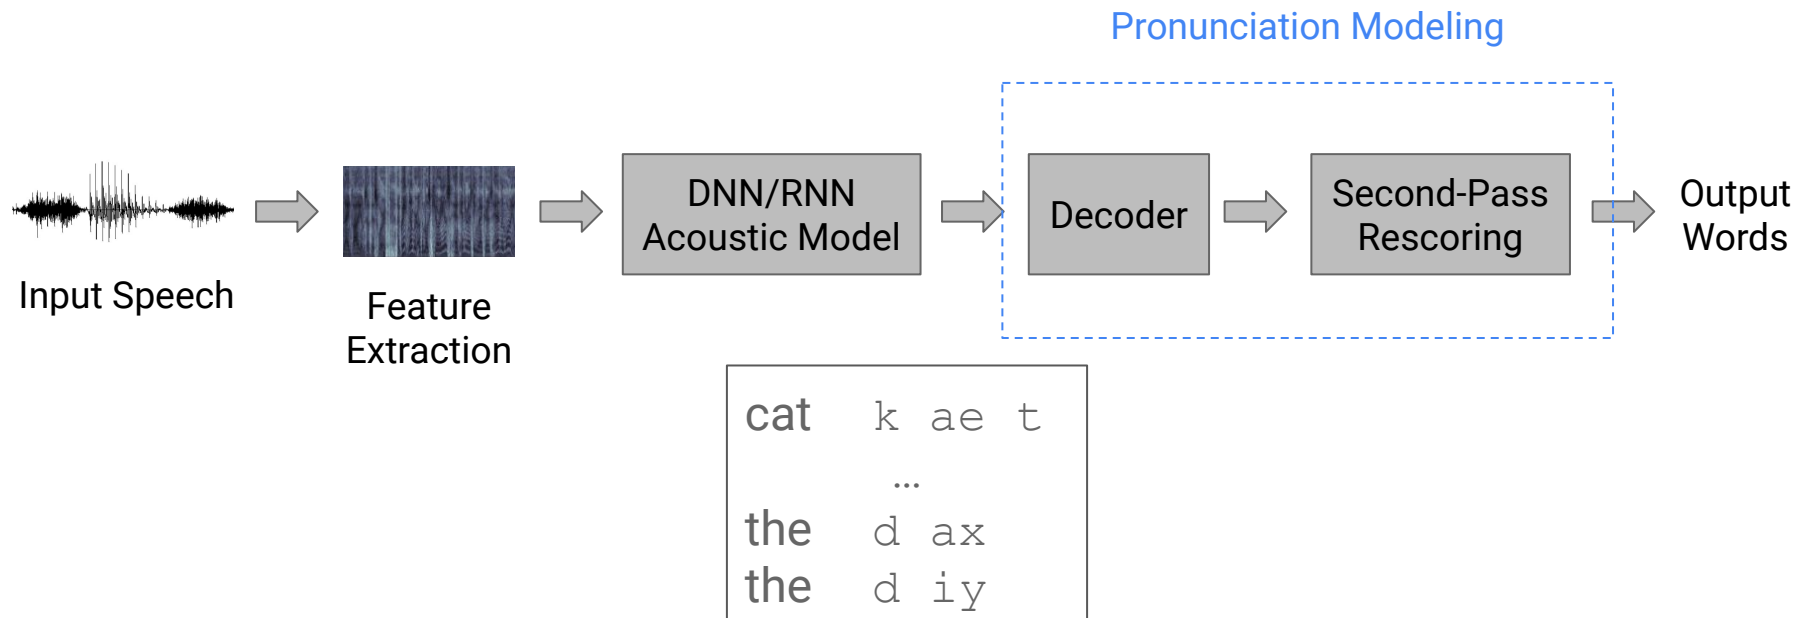 Pronunciation Modeling
Input Speech
Feature
Extraction
DNN/RNN
Acoustic Model
Decoder
Second-Pass
Rescoring
Output
Words
cat k ae t
...
the d ax
the d iy